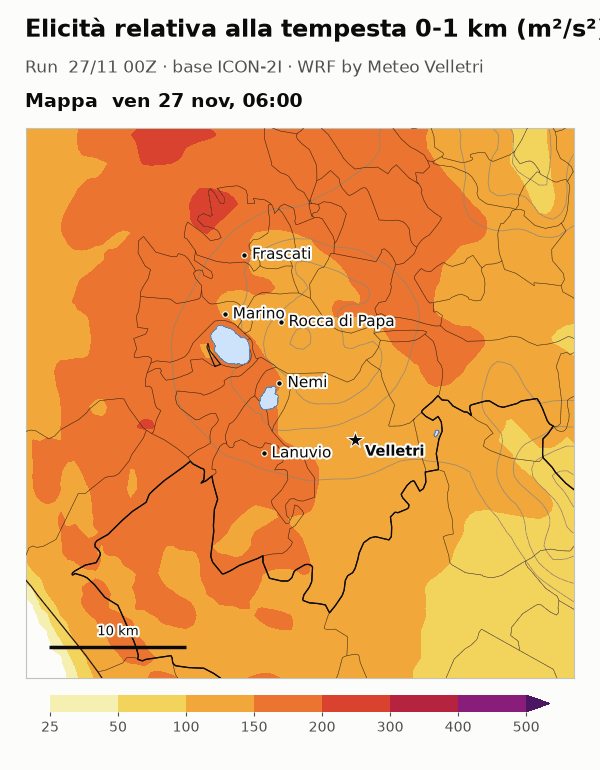 Elicità relativa alla tempesta 0-1 km (m²/s²)
Run 27/11 00Z · base ICON-2I · WRF by Meteo Velletri
Mappa ven 27 nov, 06:00
Frascati
Marino
Rocca di Papa
Nemi
Velletri
Lanuvio
10 km
25 50 100 150 200 300 400 500